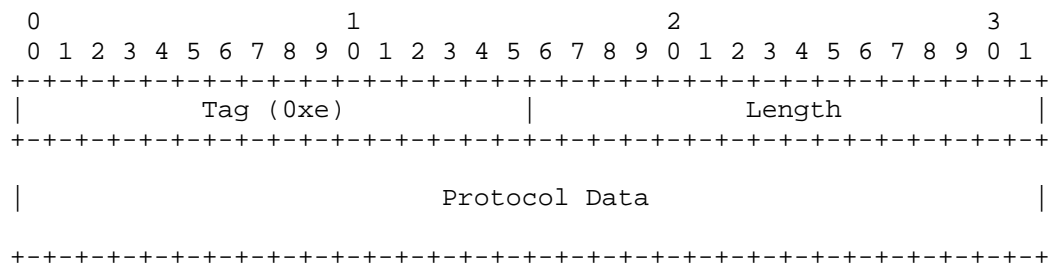 0                   1                   2                   3
 0 1 2 3 4 5 6 7 8 9 0 1 2 3 4 5 6 7 8 9 0 1 2 3 4 5 6 7 8 9 0 1
+-+-+-+-+-+-+-+-+-+-+-+-+-+-+-+-+-+-+-+-+-+-+-+-+-+-+-+-+-+-+-+-+
|           Tag (0xe)           |             Length            |
+-+-+-+-+-+-+-+-+-+-+-+-+-+-+-+-+-+-+-+-+-+-+-+-+-+-+-+-+-+-+-+-+
|                          Protocol Data                        |
+-+-+-+-+-+-+-+-+-+-+-+-+-+-+-+-+-+-+-+-+-+-+-+-+-+-+-+-+-+-+-+-+